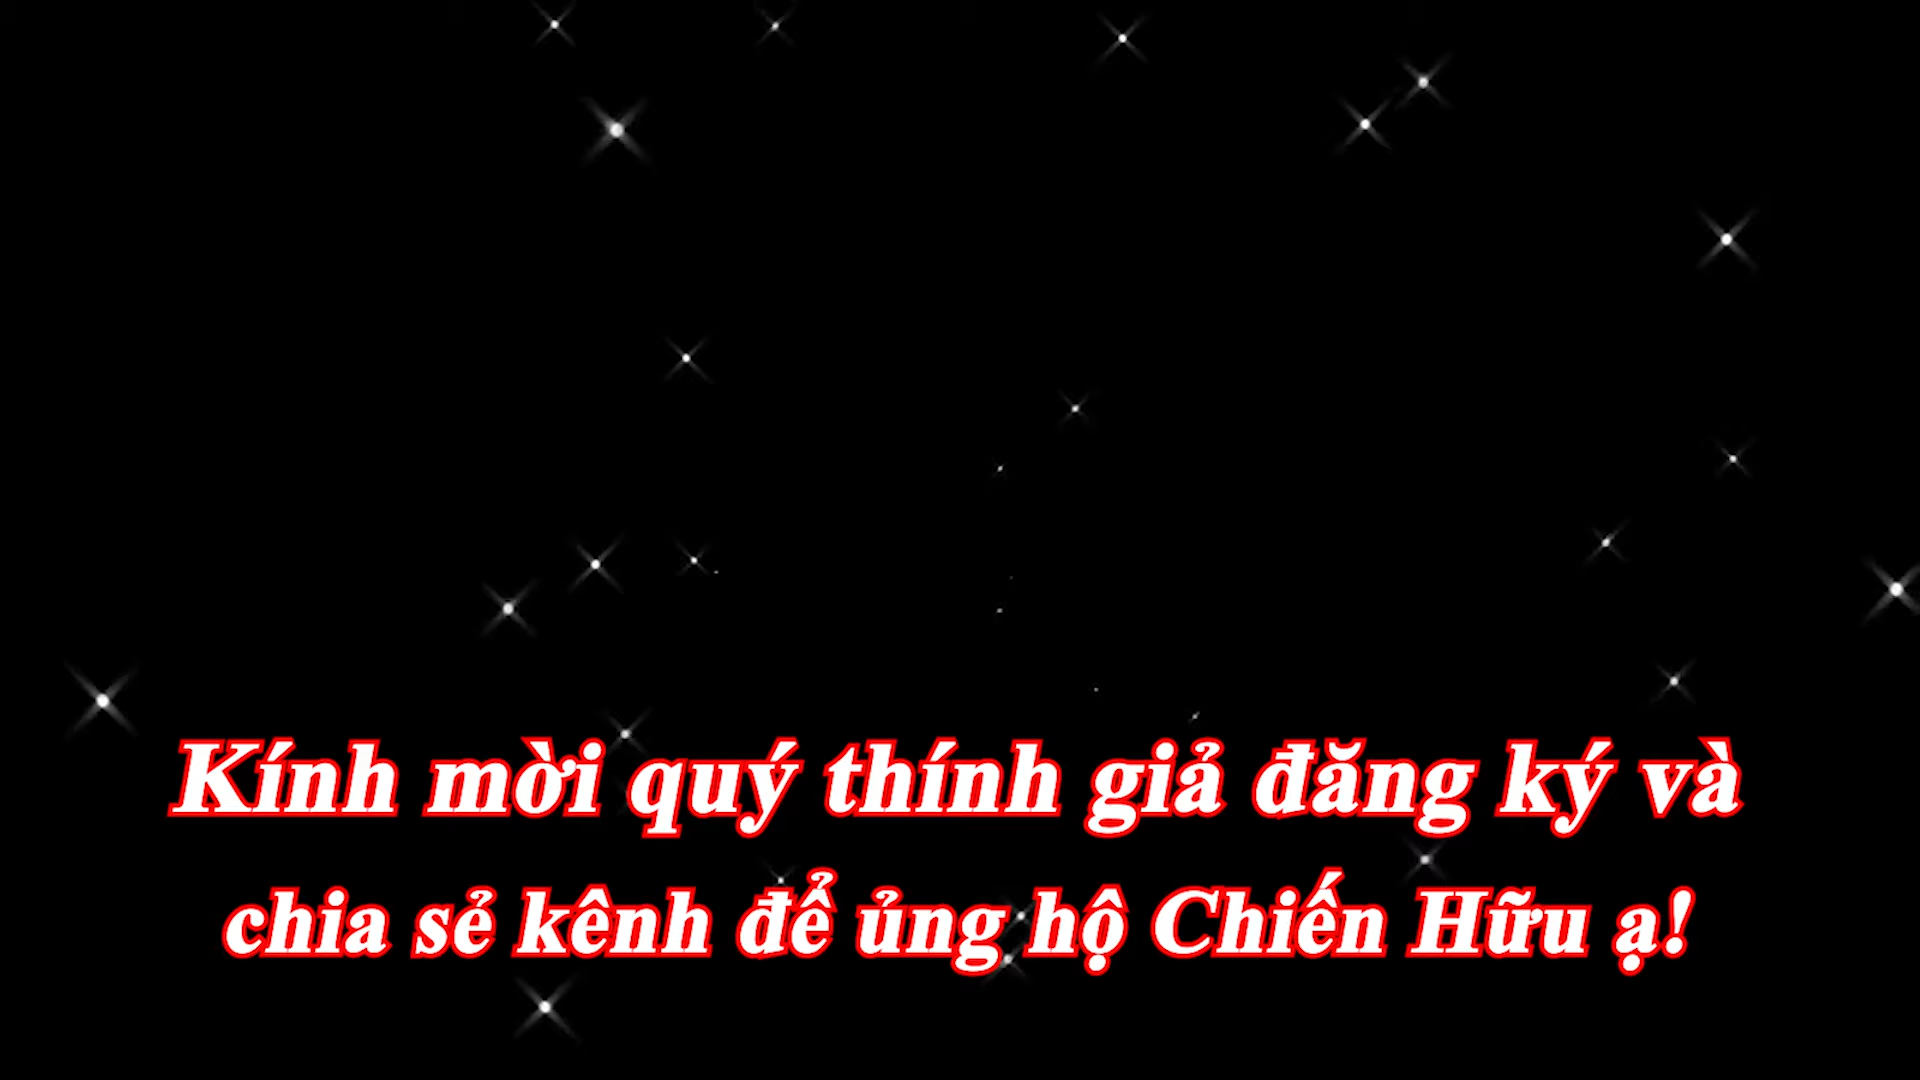 Kính mời quý thính giả đăng ký và
chia sẻ kênh để ủng hộ Chiến Hữu ạ!